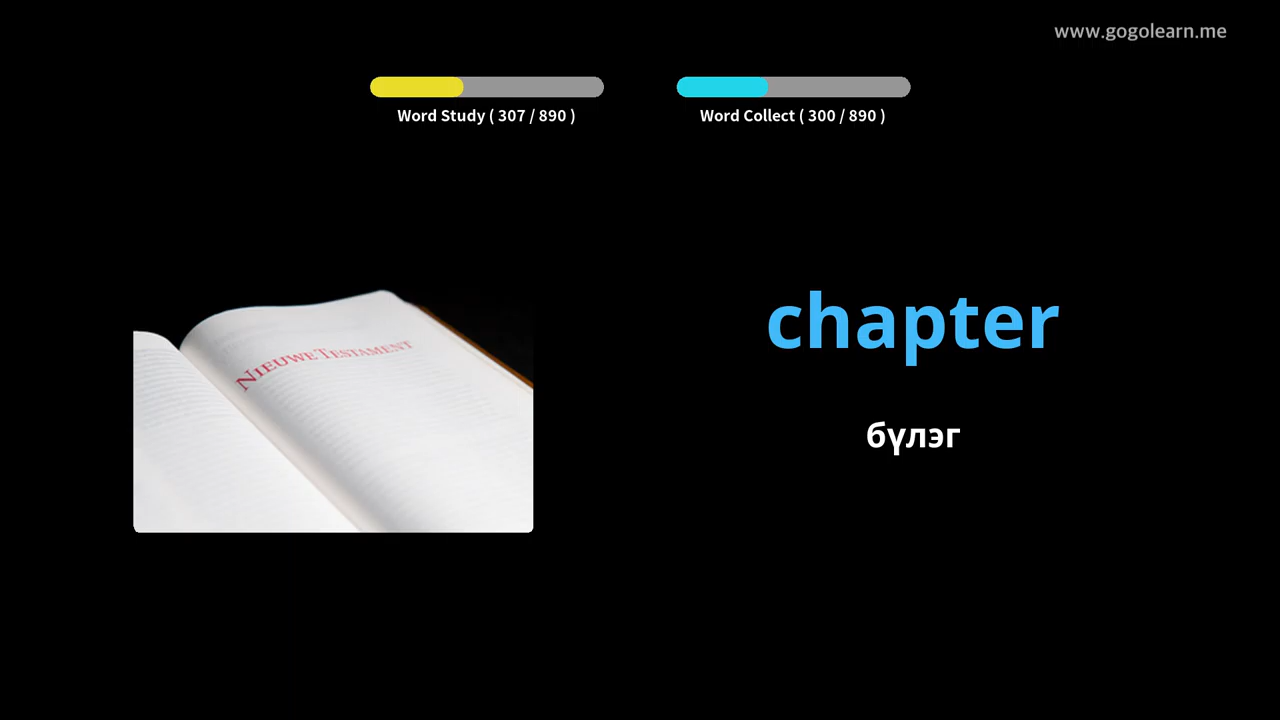 www.gogolearn.me
Word Study ( 307 / 890 )
Word Collect ( 300 / 890 )
NIEUWE TESTAMENT
chapter
бүлэг